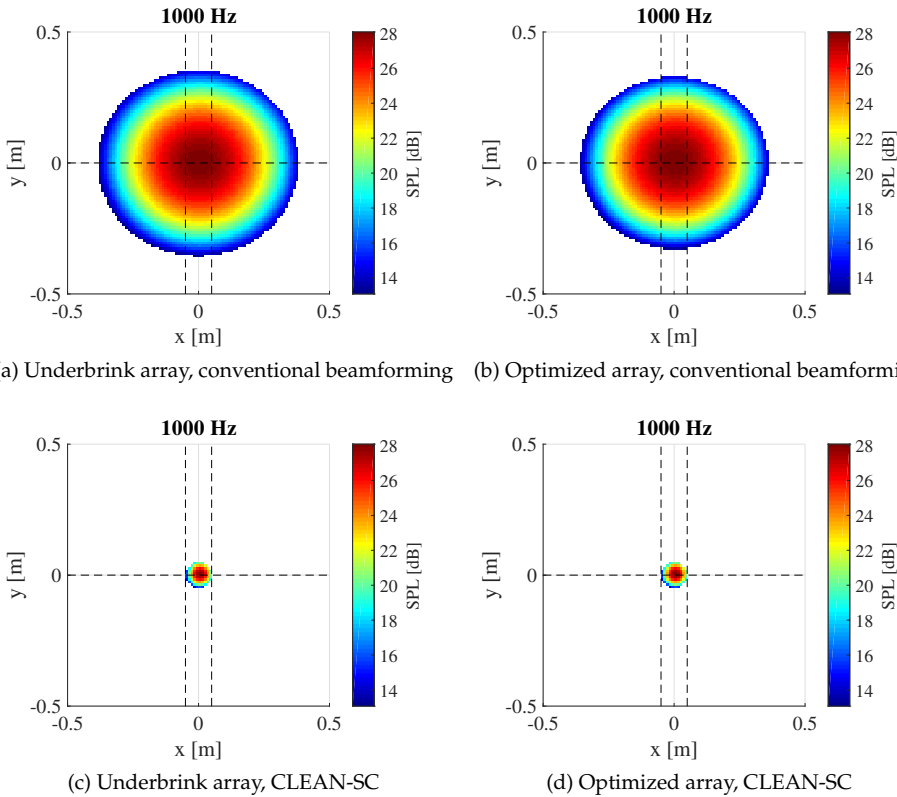 1000 Hz
0.5
0
-0.5
-0.5
0
0.5
x [m]
y [m]
28
26
24
22
20
18
16
14
SPL [dB]
1000 Hz
0.5
0
-0.5
-0.5
0
0.5
x [m]
y [m]
28
26
24
22
20
18
16
14
SPL [dB]
a) Underbrink array, conventional beamforming
(b) Optimized array, conventional beamformi
1000 Hz
0.5
0
-0.5
-0.5
0
0.5
x [m]
y [m]
28
26
24
22
20
18
16
14
SPL [dB]
1000 Hz
0.5
0
-0.5
-0.5
0
0.5
x [m]
y [m]
28
26
24
22
20
18
16
14
SPL [dB]
(c) Underbrink array, CLEAN-SC
(d) Optimized array, CLEAN-SC